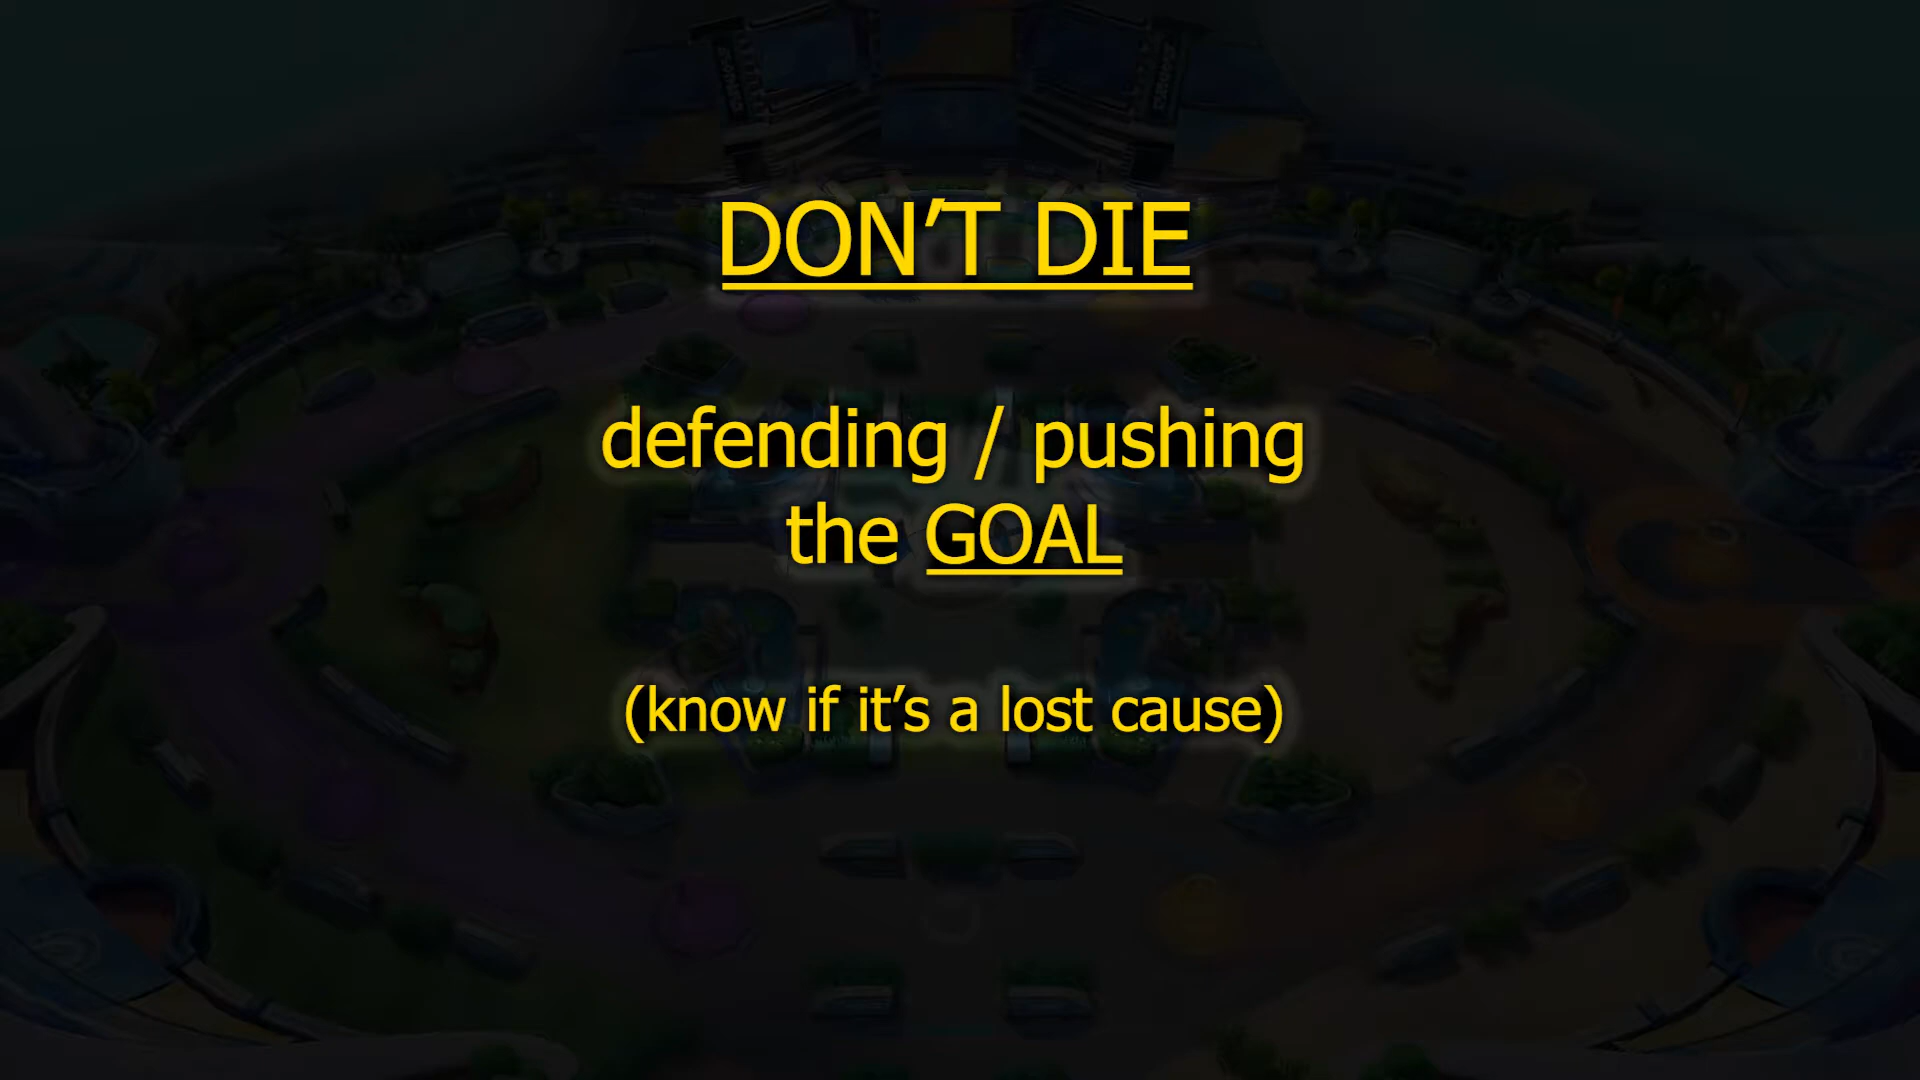 DON’T DIE
defending / pushing
the GOAL
(know if it’s a lost cause)